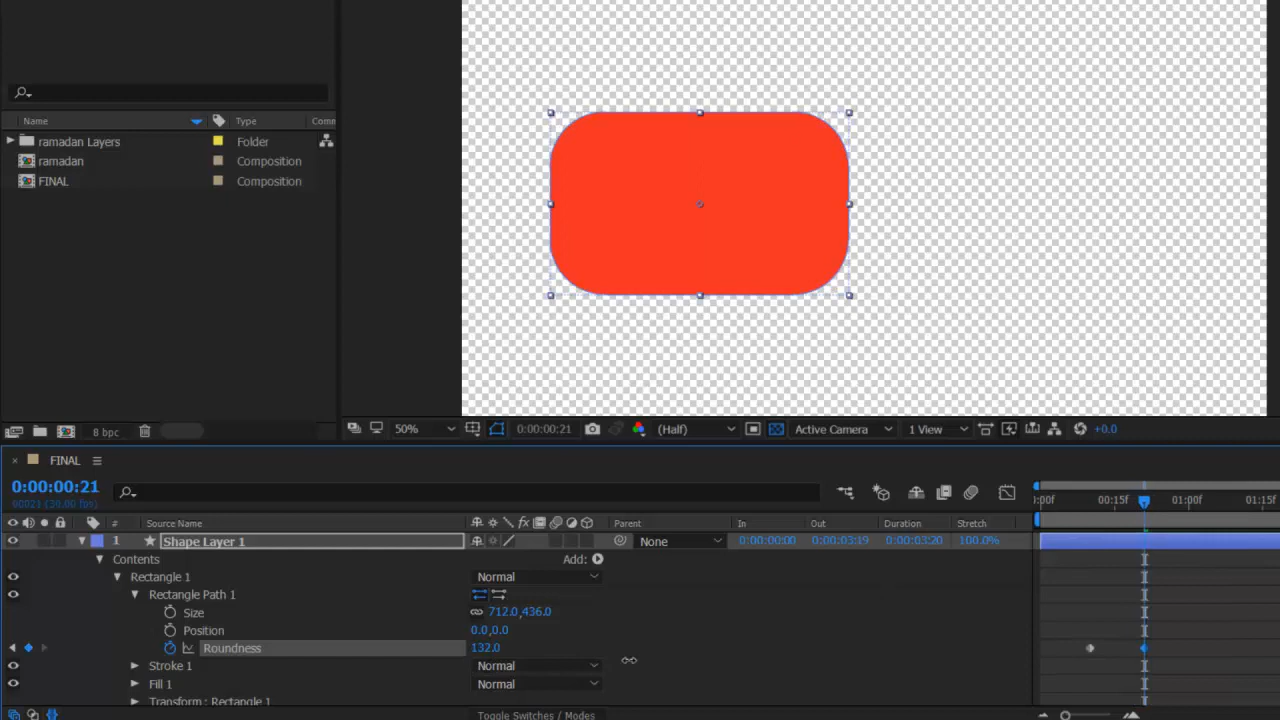 Name Type Comm
ramadan Layers Folder
ramadan Composition
FINAL Composition
8 bpc 50% 0:00:00:21 (Half) Active Camera 1 View +0.0
FINAL
0:00:00:21
00021 (30.00 fps)
:00f 00:15f 01:00f 01:15f
# Source Name fx Parent In Out Duration Stretch
1 Shape Layer 1 None 0:00:00:00 0:00:03:19 0:00:03:20 100.0%
Contents Add:
Rectangle 1 Normal
Rectangle Path 1
Size 712.0,436.0
Position 0.0,0.0
Roundness 132.0
Stroke 1 Normal
Fill 1 Normal
Transform : Rectangle 1
Toggle Switches / Modes